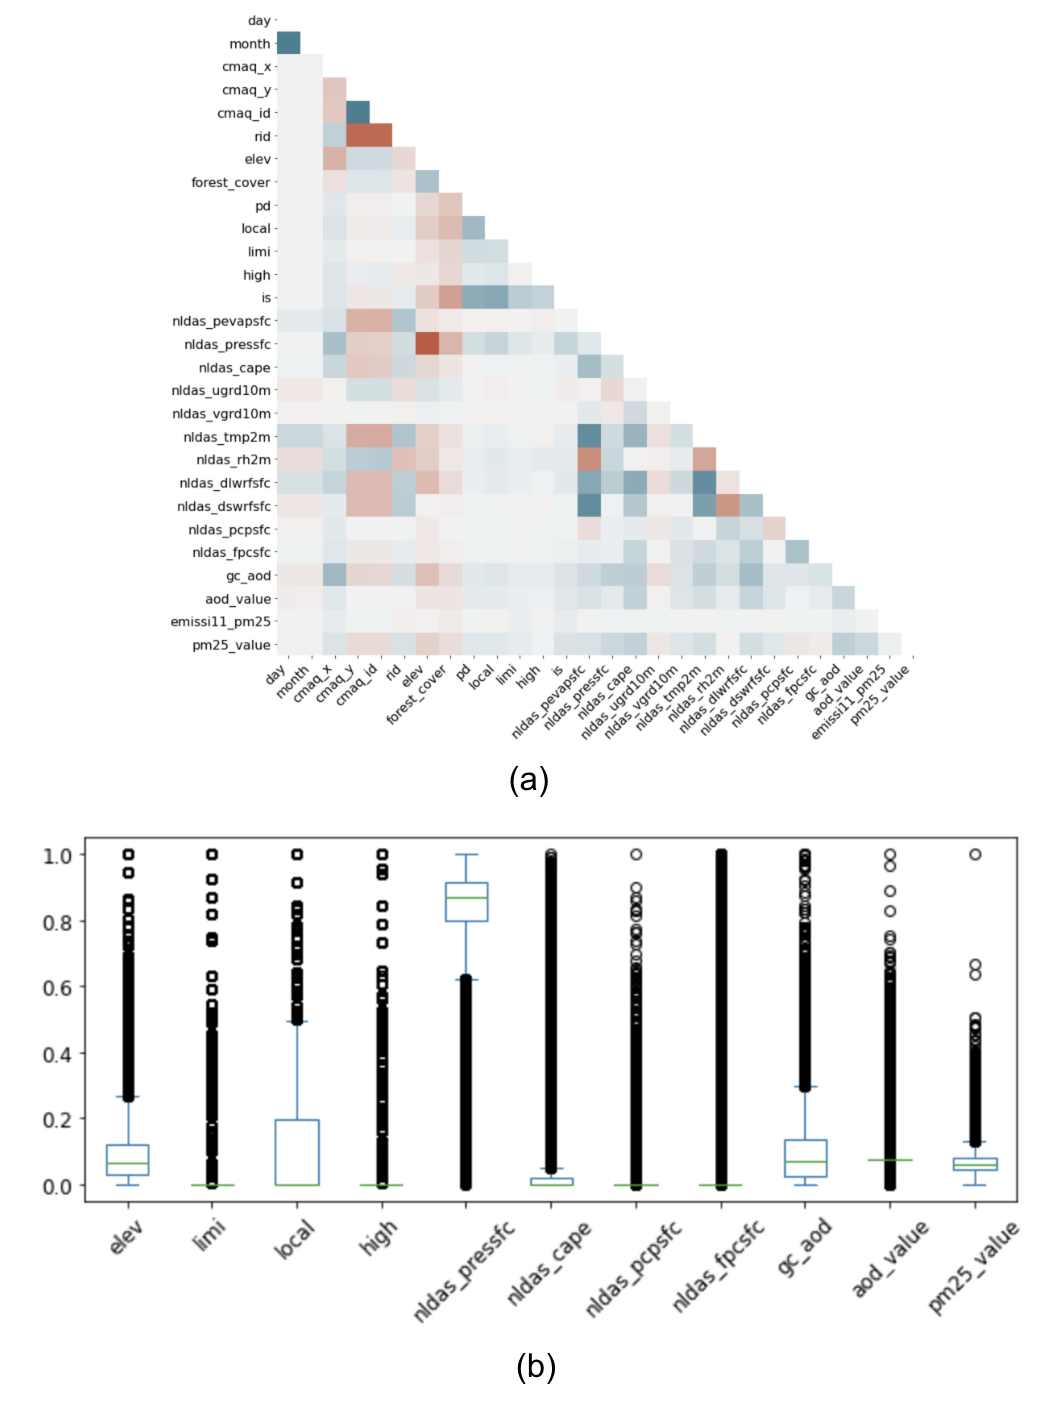 day
month
cmaq_x
cmaq_y
cmaq_id
rid
elev
forest_cover
pd
local
limi
high
is
nldas_pevapsfc
nldas_pressfc
nldas_cape
nldas_ugrd10m
nldas_vgrd10m
nldas_tmp2m
nldas_rh2m
nldas_dlwrfsfc
nldas_dswrfsfc
nldas_pcpsfc
nldas_fpcsfc
gc_aod
aod_value
emissi11_pm25
pm25_value
day
month
cmaq_x
cmaq_y
cmaq_id
rid
elev
forest_cover
pd
local
limi
high
is
nldas_pevapsfc
nldas_pressfc
nldas_cape
nldas_ugrd10m
nldas_vgrd10m
nldas_tmp2m
nldas_rh2m
nldas_dlwrfsfc
nldas_dswrfsfc
nldas_pcpsfc
nldas_fpcsfc
gc_aod
aod_value
emissi11_pm25
pm25_value
(a)
1.0
0.8
0.6
0.4
0.2
0.0
elev
limi
local
high
nldas_pressfc
nldas_cape
nldas_pcpsfc
nldas_fpcsfc
gc_aod
aod_value
pm25_value
(b)